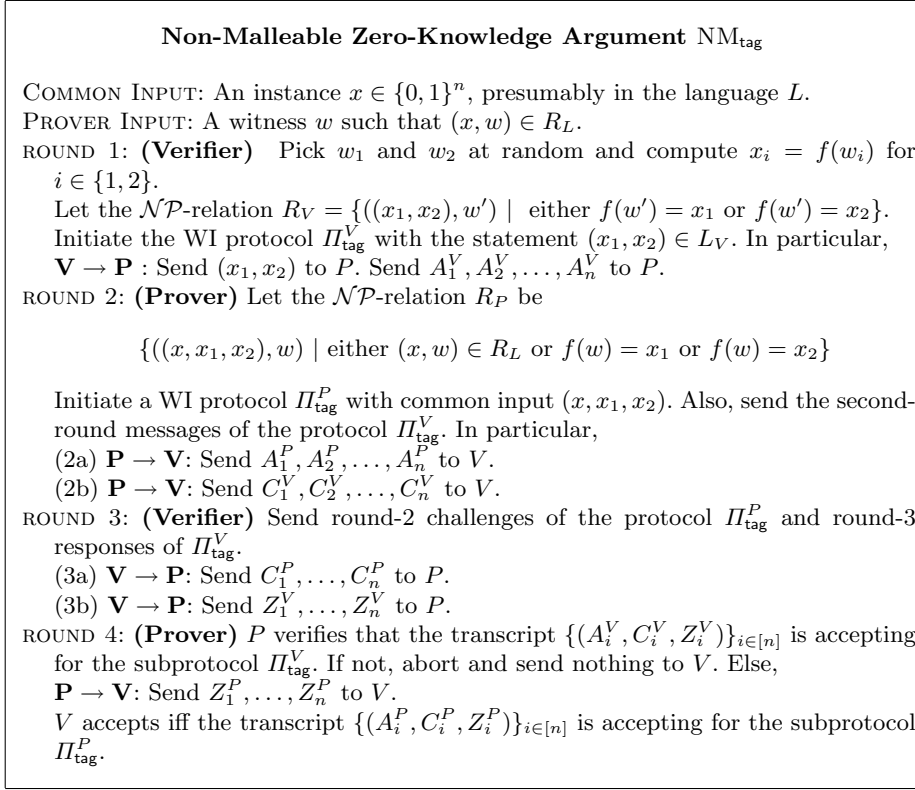 Non-Malleable Zero-Knowledge Argument NM_tag
COMMON INPUT: An instance x ∈ {0, 1}^n, presumably in the language L.
PROVER INPUT: A witness w such that (x, w) ∈ R_L.
ROUND 1: (Verifier) Pick w_1 and w_2 at random and compute x_i = f(w_i) for
i ∈ {1, 2}.
Let the NP-relation R_V = {((x_1, x_2), w′) | either f(w′) = x_1 or f(w′) = x_2}.
Initiate the WI protocol Π^V_tag with the statement (x_1, x_2) ∈ L_V. In particular,
V → P : Send (x_1, x_2) to P. Send A^V_1, A^V_2, . . . , A^V_n to P.
ROUND 2: (Prover) Let the NP-relation R_P be
{((x, x_1, x_2), w) | either (x, w) ∈ R_L or f(w) = x_1 or f(w) = x_2}
Initiate a WI protocol Π^P_tag with common input (x, x_1, x_2). Also, send the second-
round messages of the protocol Π^V_tag. In particular,
(2a) P → V: Send A^P_1, A^P_2, . . . , A^P_n to V.
(2b) P → V: Send C^V_1, C^V_2, . . . , C^V_n to V.
ROUND 3: (Verifier) Send round-2 challenges of the protocol Π^P_tag and round-3
responses of Π^V_tag.
(3a) V → P: Send C^P_1, . . . , C^P_n to P.
(3b) V → P: Send Z^V_1, . . . , Z^V_n to P.
ROUND 4: (Prover) P verifies that the transcript {(A^V_i, C^V_i, Z^V_i)}_{i∈[n]} is accepting
for the subprotocol Π^V_tag. If not, abort and send nothing to V. Else,
P → V: Send Z^P_1, . . . , Z^P_n to V.
V accepts iff the transcript {(A^P_i, C^P_i, Z^P_i)}_{i∈[n]} is accepting for the subprotocol
Π^P_tag.